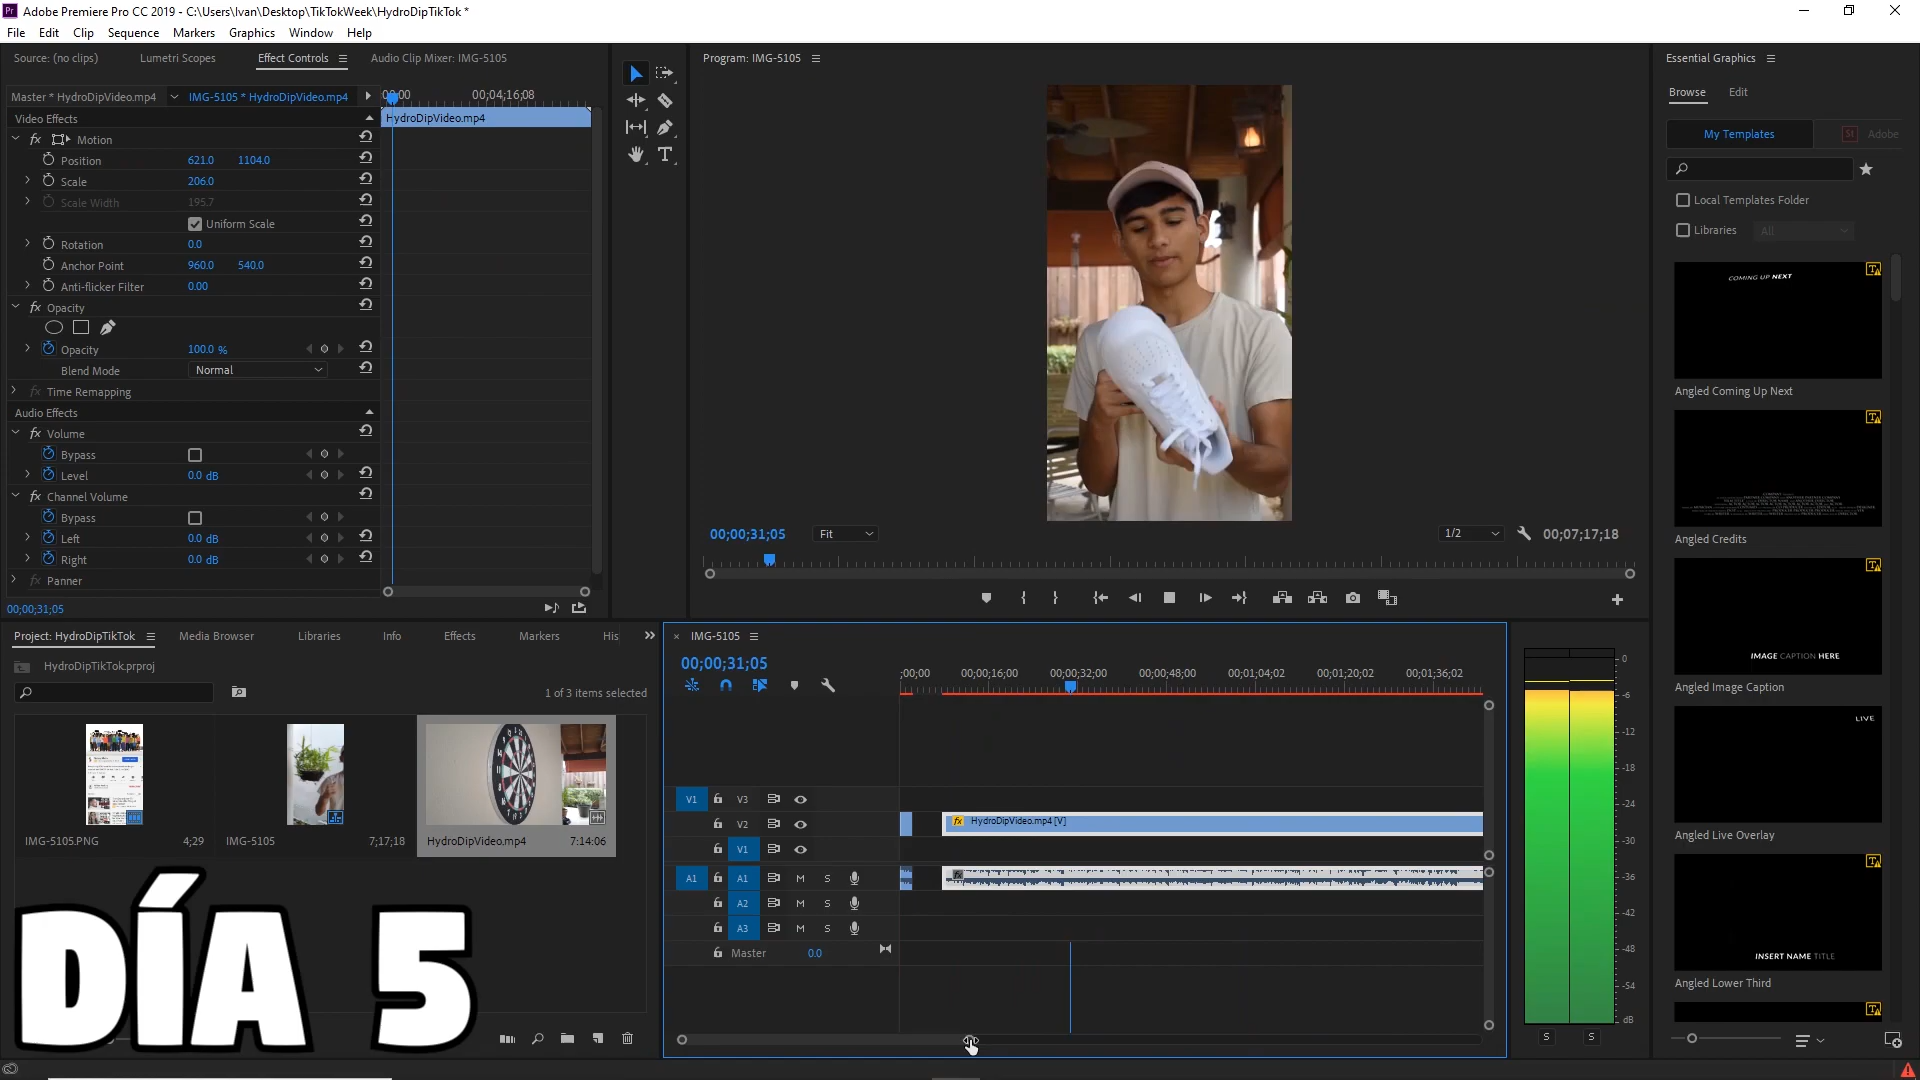 Pr Adobe Premiere Pro CC 2019 - C:\Users\Ivan\Desktop\TikTokWeek\HydroDipTikTok *
File Edit Clip Sequence Markers Graphics Window Help
Source: (no clips) Lumetri Scopes Effect Controls Audio Clip Mixer: IMG-5105
Master * HydroDipVideo.mp4 IMG-5105 * HydroDipVideo.mp4
00;00 00;04;16;08
HydroDipVideo.mp4
Video Effects
fx Motion
Position 621.0 1104.0
Scale 206.0
Scale Width 195.7
Uniform Scale
Rotation 0.0
Anchor Point 960.0 540.0
Anti-flicker Filter 0.00
fx Opacity
Opacity 100.0 %
Blend Mode Normal
fx Time Remapping
Audio Effects
fx Volume
Bypass
Level 0.0 dB
fx Channel Volume
Bypass
Left 0.0 dB
Right 0.0 dB
fx Panner
00;00;31;05
Program: IMG-5105
00;00;31;05 Fit 1/2 00;07;17;18
Essential Graphics
Browse Edit
My Templates St Adobe
Local Templates Folder
Libraries All
COMING UP NEXT
Angled Coming Up Next
Angled Credits
IMAGE CAPTION HERE
Angled Image Caption
LIVE
Angled Live Overlay
INSERT NAME TITLE
Angled Lower Third
Project: HydroDipTikTok Media Browser Libraries Info Effects Markers His
HydroDipTikTok.prproj
1 of 3 items selected
IMG-5105.PNG 4;29
IMG-5105 7;17;18
HydroDipVideo.mp4 7:14:06
DÍA 5
IMG-5105
00;00;31;05
;00;00 00;00;16;00 00;00;32;00 00;00;48;00 00;01;04;02 00;01;20;02 00;01;36;02
V1 V3
V2 fx HydroDipVideo.mp4 [V]
V1
A1 A1 M S fx
A2 M S
A3 M S
Master 0.0
0
-6
-12
-18
-24
-30
-36
-42
-48
-54
dB
S S